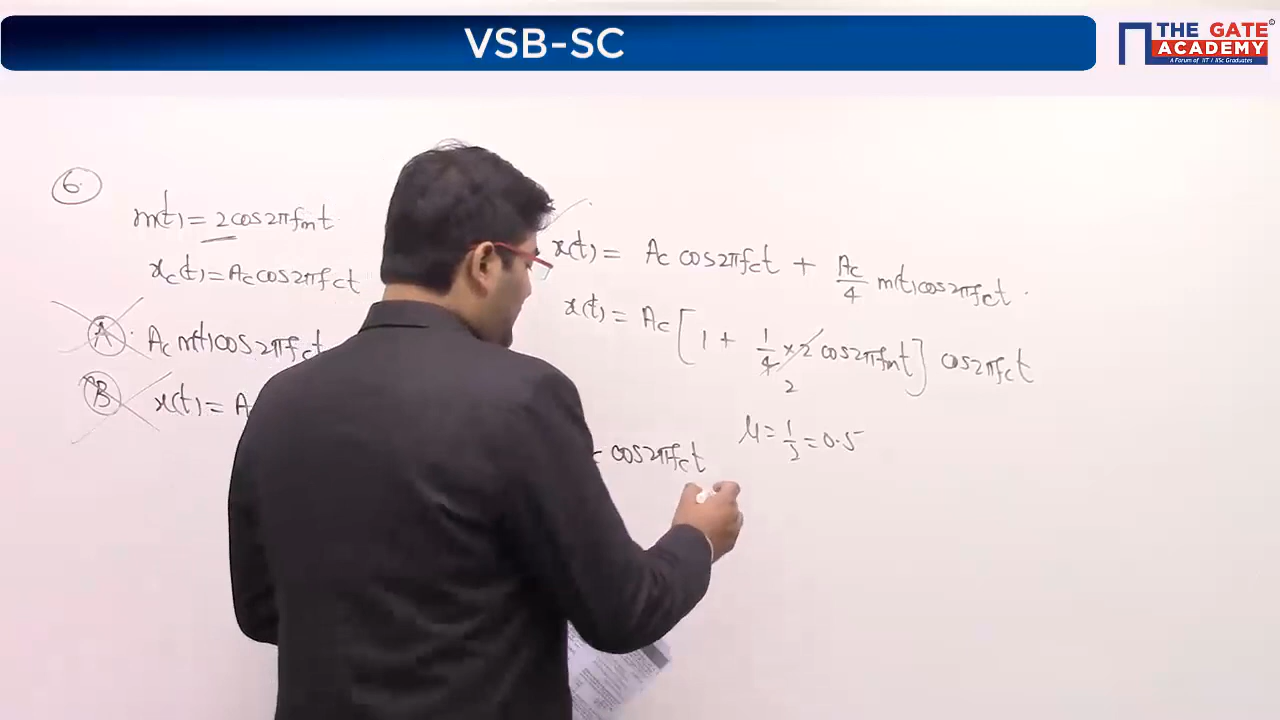 VSB-SC
THE GATE
ACADEMY
A Forum of IIT / IISc Graduates
6.
m(t) = 2cos2πfmt
xc(t) = Accos2πfct
A. Ac m(t)cos2πfct
B x(t) = A
cos2πfct
x(t) = Ac cos2πfct + Ac/4 m(t)cos2πfct.
x(t) = Ac [1 + 1/4 × 2 cos2πfmt] cos2πfct
2
μ = 1/2 = 0.5